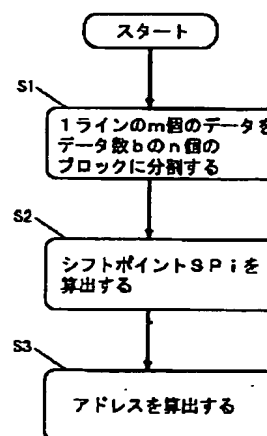 スタート
S1
1ラインのm個のデータを
データ数bのn個の
ブロックに分割する
S2
シフトポイントSPiを
算出する
S3
アドレスを算出する